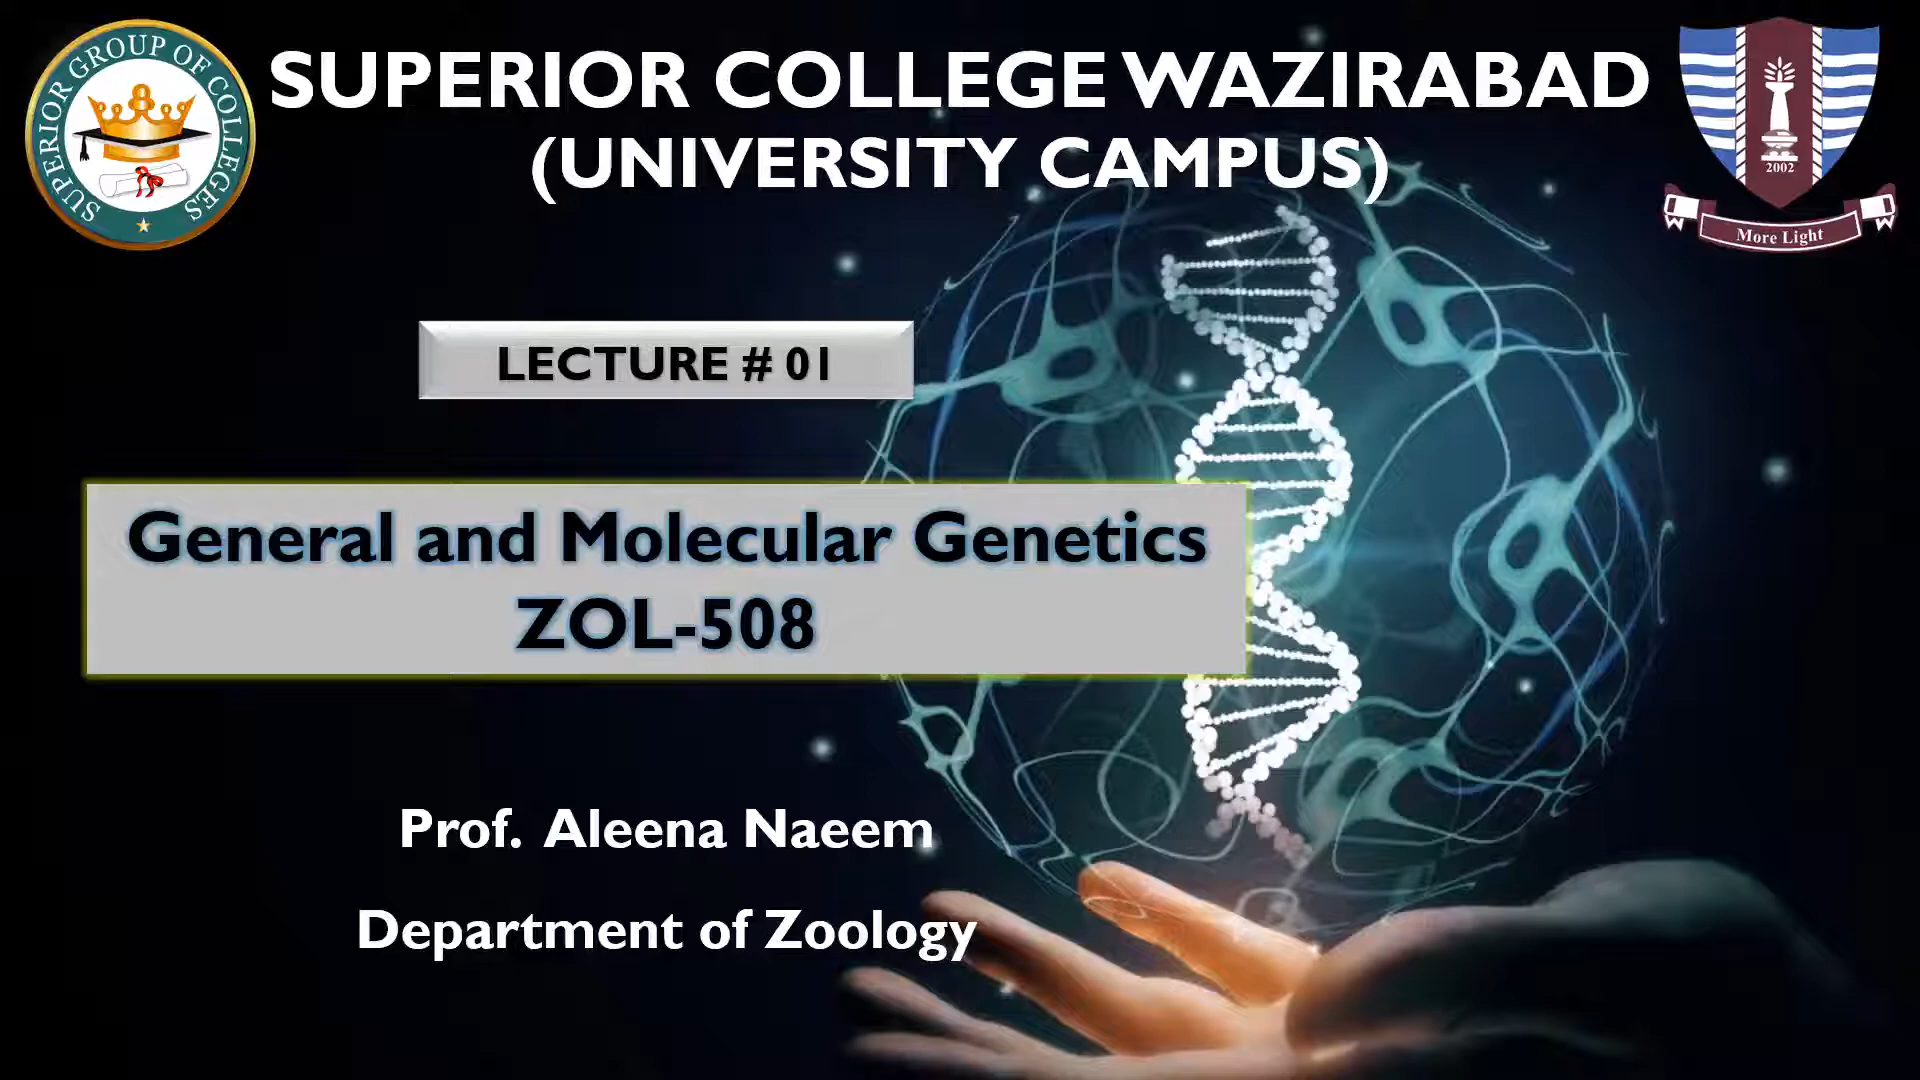 SUPERIOR GROUP OF COLLEGES
SUPERIOR COLLEGE WAZIRABAD
(UNIVERSITY CAMPUS)
2002
More Light
LECTURE # 01
General and Molecular Genetics
ZOL-508
Prof. Aleena Naeem
Department of Zoology